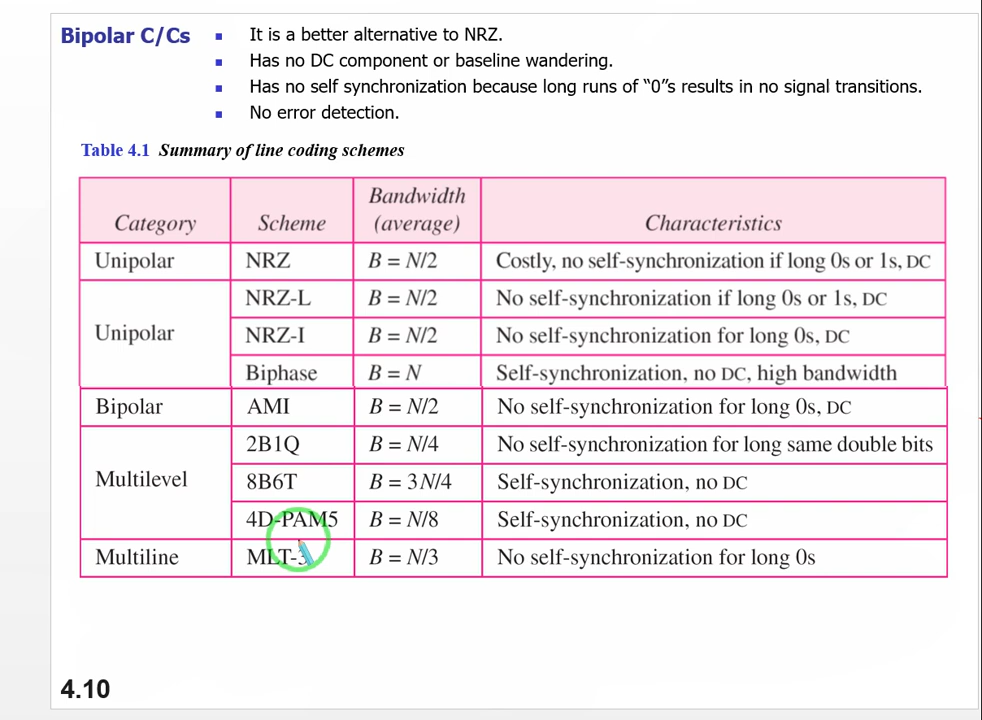 Bipolar C/Cs
▪ It is a better alternative to NRZ.
▪ Has no DC component or baseline wandering.
▪ Has no self synchronization because long runs of “0”s results in no signal transitions.
▪ No error detection.
Table 4.1 Summary of line coding schemes
Category Scheme Bandwidth (average) Characteristics
Unipolar NRZ B = N/2 Costly, no self-synchronization if long 0s or 1s, DC
Unipolar NRZ-L B = N/2 No self-synchronization if long 0s or 1s, DC
NRZ-I B = N/2 No self-synchronization for long 0s, DC
Biphase B = N Self-synchronization, no DC, high bandwidth
Bipolar AMI B = N/2 No self-synchronization for long 0s, DC
Multilevel 2B1Q B = N/4 No self-synchronization for long same double bits
8B6T B = 3N/4 Self-synchronization, no DC
4D-PAM5 B = N/8 Self-synchronization, no DC
Multiline MLT-3 B = N/3 No self-synchronization for long 0s
4.10